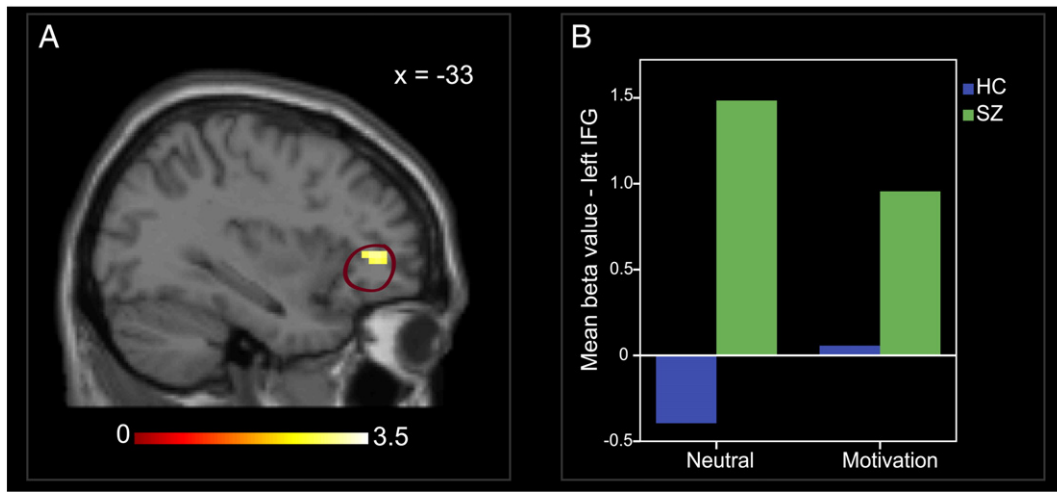 A
x = -33
0
3.5
B
HC
SZ
Mean beta value - left IFG
1.5
1.0
0.5
0
-0.5
Neutral
Motivation